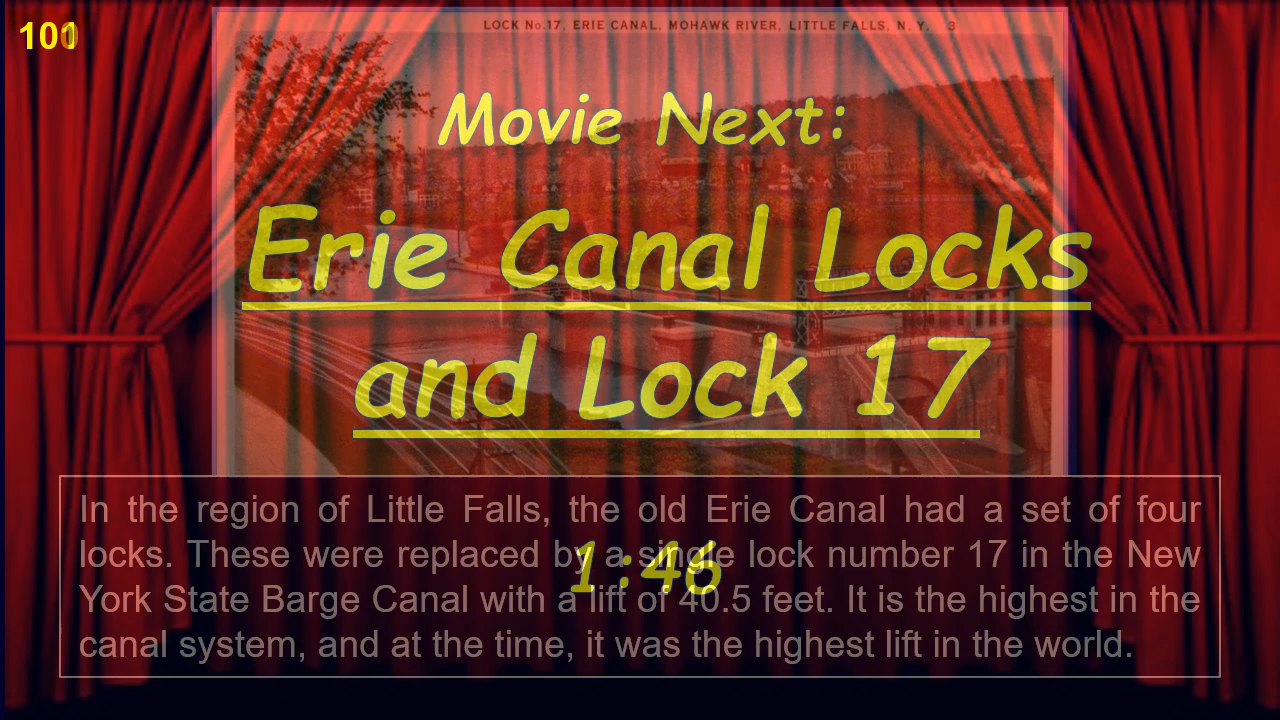 LOCK No.17, ERIE CANAL, MOHAWK RIVER, LITTLE FALLS, N. Y. 3
Movie Next:
Erie Canal Locks
and Lock 17
In the region of Little Falls, the old Erie Canal had a set of four
locks. These were replaced by a single lock number 17 in the New
1:46
York State Barge Canal with a lift of 40.5 feet. It is the highest in the
canal system, and at the time, it was the highest lift in the world.